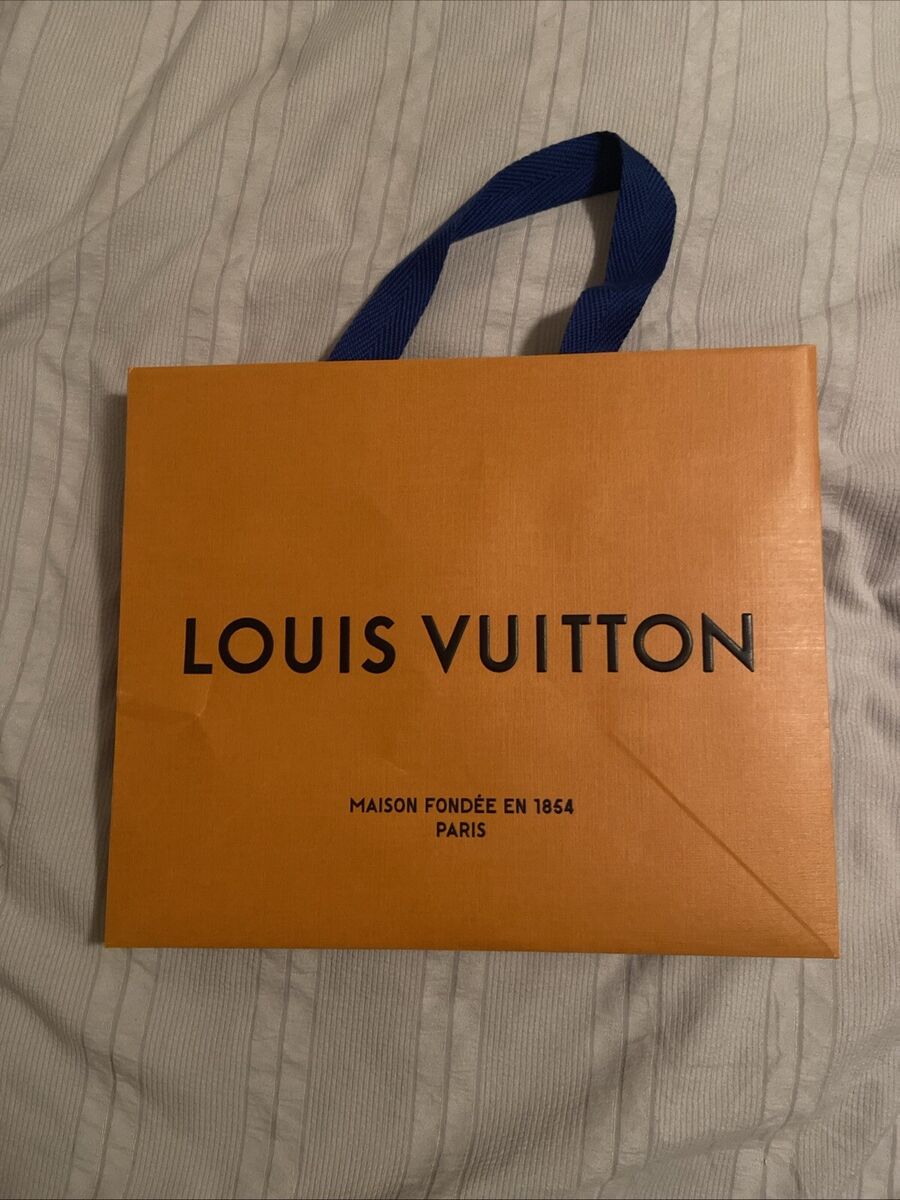 LOUIS VUITTON
MAISON FONDÉE EN 1854
PARIS